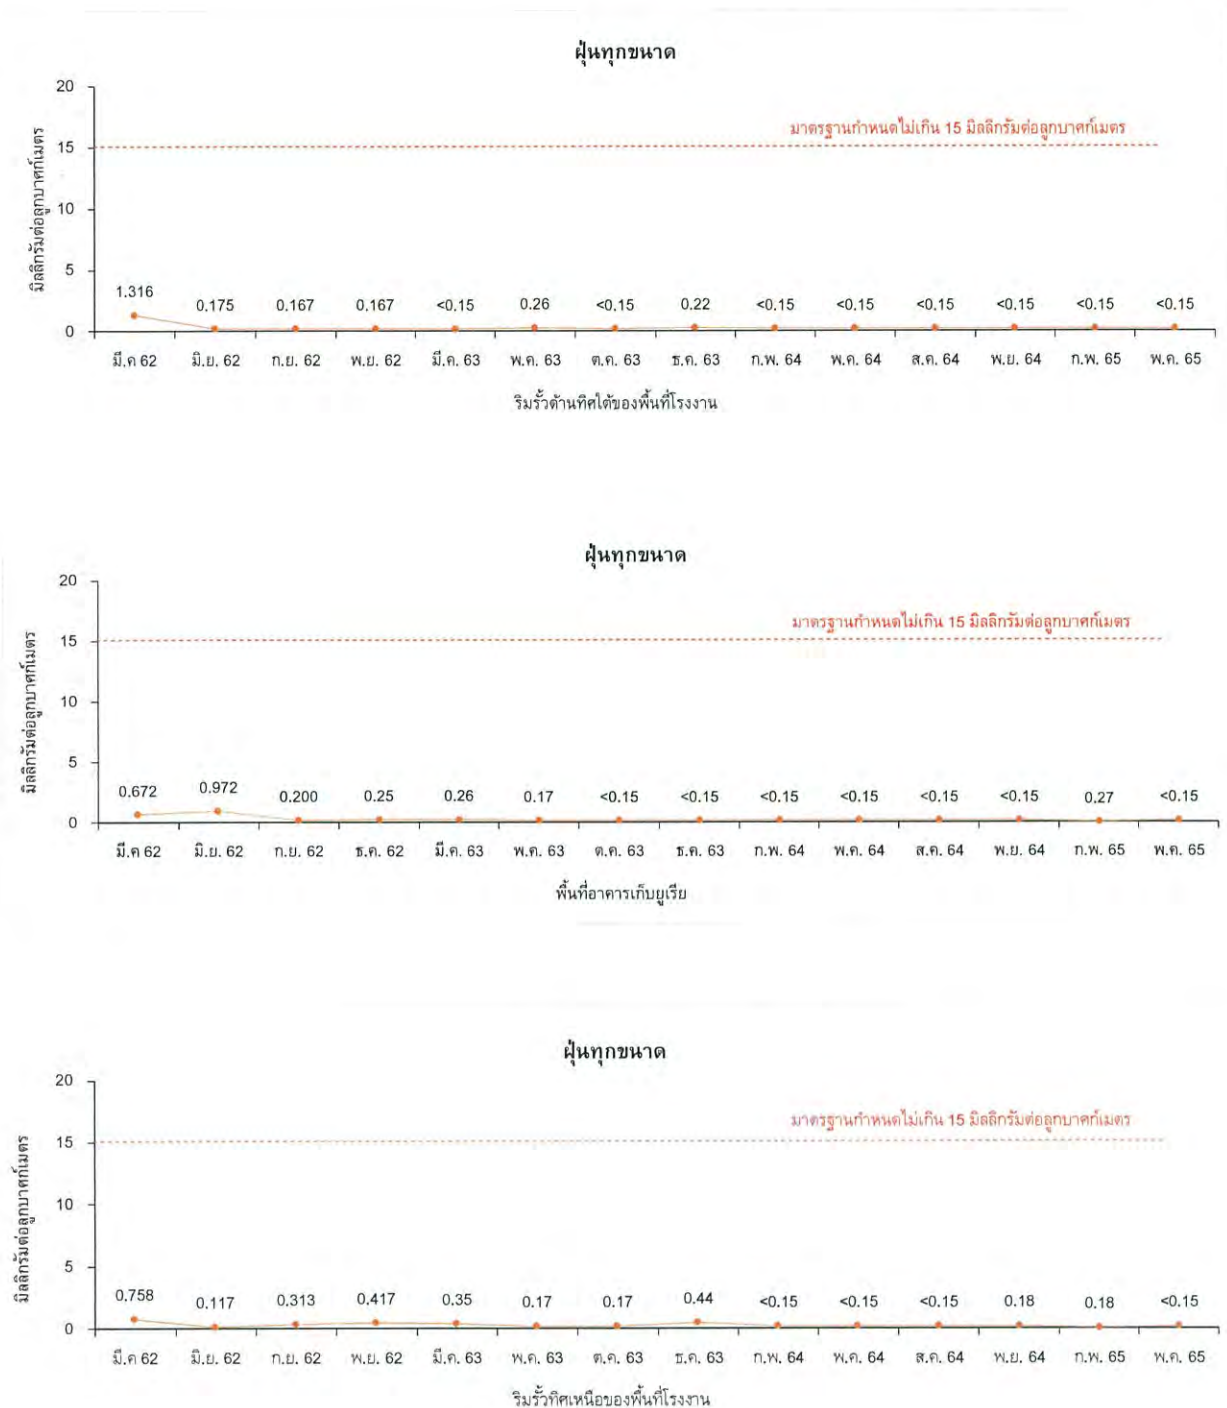 ฝุ่นทุกขนาด
มิลลิกรัมต่อลูกบาศก์เมตร
20
15
10
5
0
มาตรฐานกำหนดไม่เกิน 15 มิลลิกรัมต่อลูกบาศก์เมตร
1.316 0.175 0.167 0.167 <0.15 0.26 <0.15 0.22 <0.15 <0.15 <0.15 <0.15 <0.15 <0.15
มี.ค 62 มิ.ย. 62 ก.ย. 62 พ.ย. 62 มี.ค. 63 พ.ค. 63 ต.ค. 63 ธ.ค. 63 ก.พ. 64 พ.ค. 64 ส.ค. 64 พ.ย. 64 ก.พ. 65 พ.ค. 65
ริมรั้วด้านทิศใต้ของพื้นที่โรงงาน
ฝุ่นทุกขนาด
มิลลิกรัมต่อลูกบาศก์เมตร
20
15
10
5
0
มาตรฐานกำหนดไม่เกิน 15 มิลลิกรัมต่อลูกบาศก์เมตร
0.672 0.972 0.200 0.25 0.26 0.17 <0.15 <0.15 <0.15 <0.15 <0.15 <0.15 0.27 <0.15
มี.ค 62 มิ.ย. 62 ก.ย. 62 ธ.ค. 62 มี.ค. 63 พ.ค. 63 ต.ค. 63 ธ.ค. 63 ก.พ. 64 พ.ค. 64 ส.ค. 64 พ.ย. 64 ก.พ. 65 พ.ค. 65
พื้นที่อาคารเก็บยูเรีย
ฝุ่นทุกขนาด
มิลลิกรัมต่อลูกบาศก์เมตร
20
15
10
5
0
มาตรฐานกำหนดไม่เกิน 15 มิลลิกรัมต่อลูกบาศก์เมตร
0.758 0.117 0.313 0.417 0.35 0.17 0.17 0.44 <0.15 <0.15 <0.15 0.18 0.18 <0.15
มี.ค 62 มิ.ย. 62 ก.ย. 62 พ.ย. 62 มี.ค. 63 พ.ค. 63 ต.ค. 63 ธ.ค. 63 ก.พ. 64 พ.ค. 64 ส.ค. 64 พ.ย. 64 ก.พ. 65 พ.ค. 65
ริมรั้วทิศเหนือของพื้นที่โรงงาน